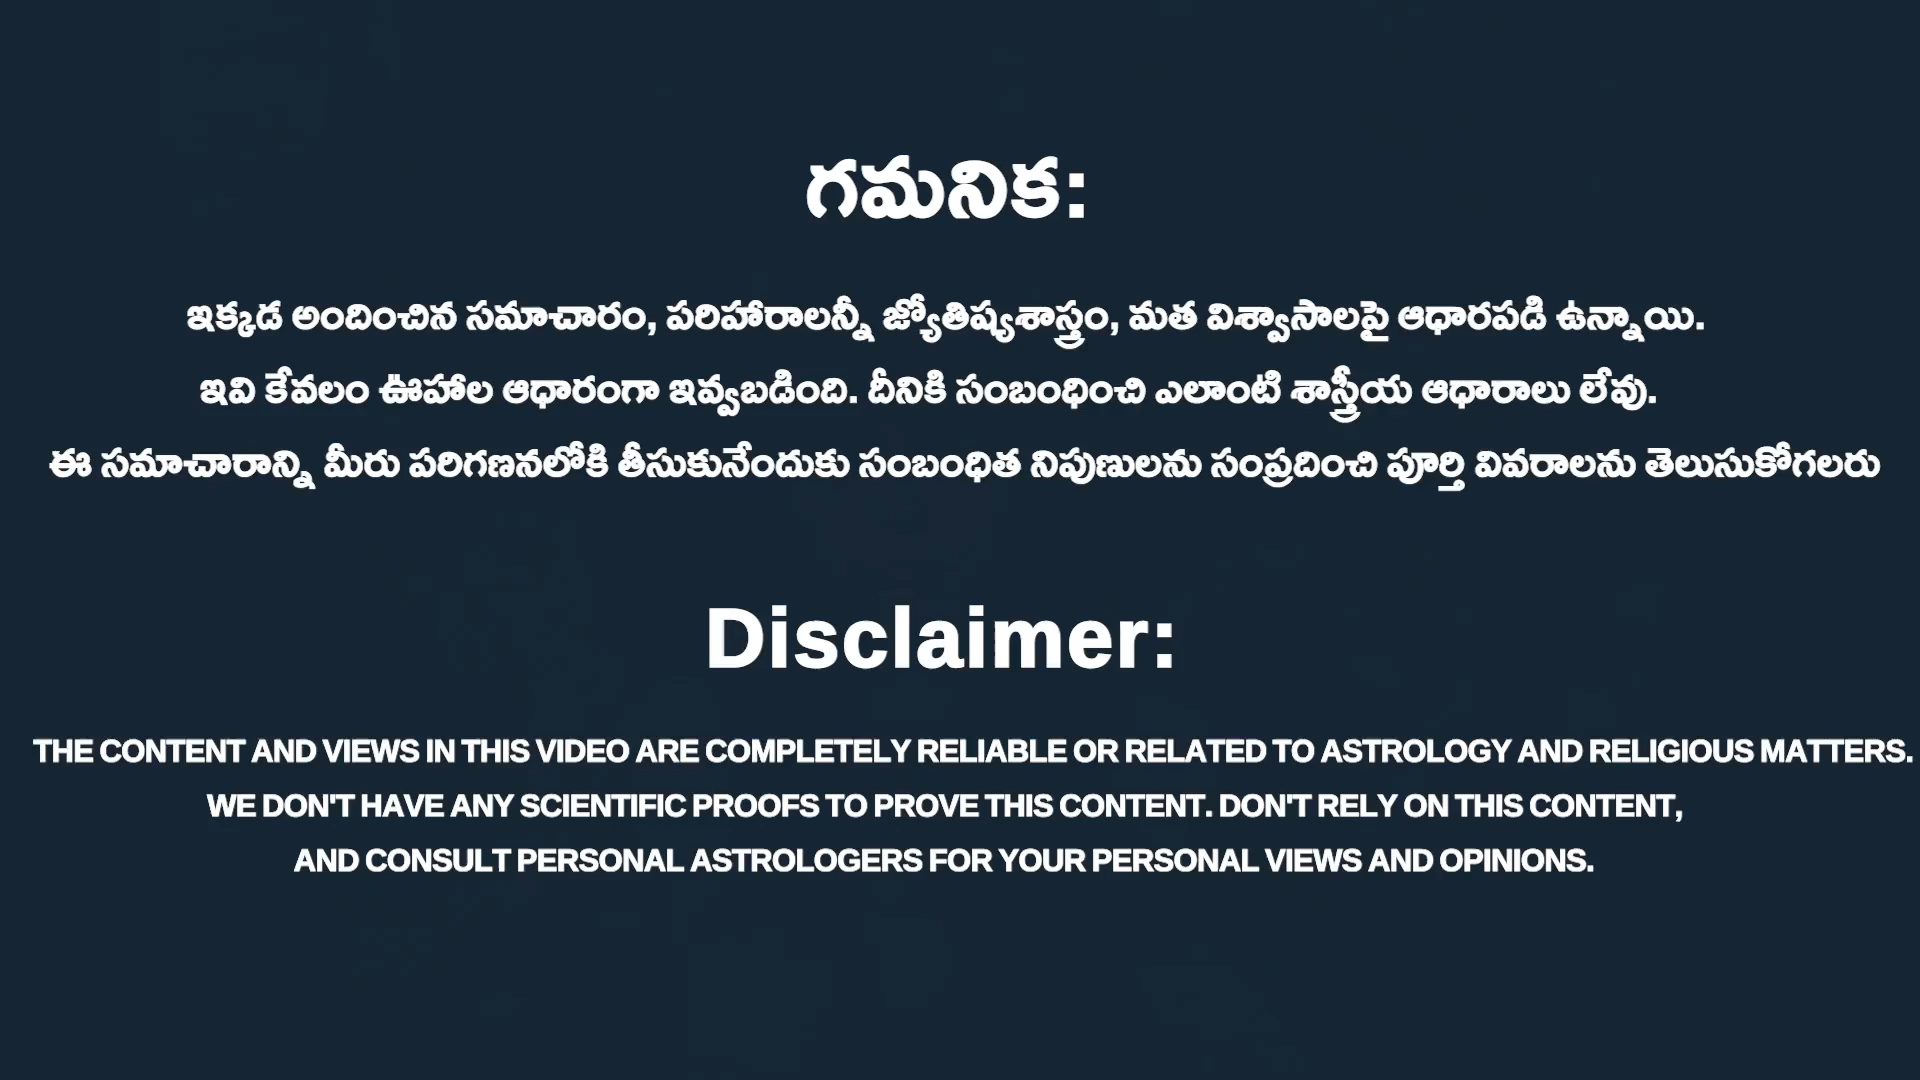 గమనిక:
ఇక్కడ అందించిన సమాచారం, పరిహారాలన్నీ జ్యోతిష్యశాస్త్రం, మత విశ్వాసాలపై ఆధారపడి ఉన్నాయి.
ఇవి కేవలం ఊహాల ఆధారంగా ఇవ్వబడింది. దీనికి సంబంధించి ఎలాంటి శాస్త్రీయ ఆధారాలు లేవు.
ఈ సమాచారాన్ని మీరు పరిగణనలోకి తీసుకునేందుకు సంబంధిత నిపుణులను సంప్రదించి పూర్తి వివరాలను తెలుసుకోగలరు
Disclaimer:
THE CONTENT AND VIEWS IN THIS VIDEO ARE COMPLETELY RELIABLE OR RELATED TO ASTROLOGY AND RELIGIOUS MATTERS.
WE DON'T HAVE ANY SCIENTIFIC PROOFS TO PROVE THIS CONTENT. DON'T RELY ON THIS CONTENT,
AND CONSULT PERSONAL ASTROLOGERS FOR YOUR PERSONAL VIEWS AND OPINIONS.